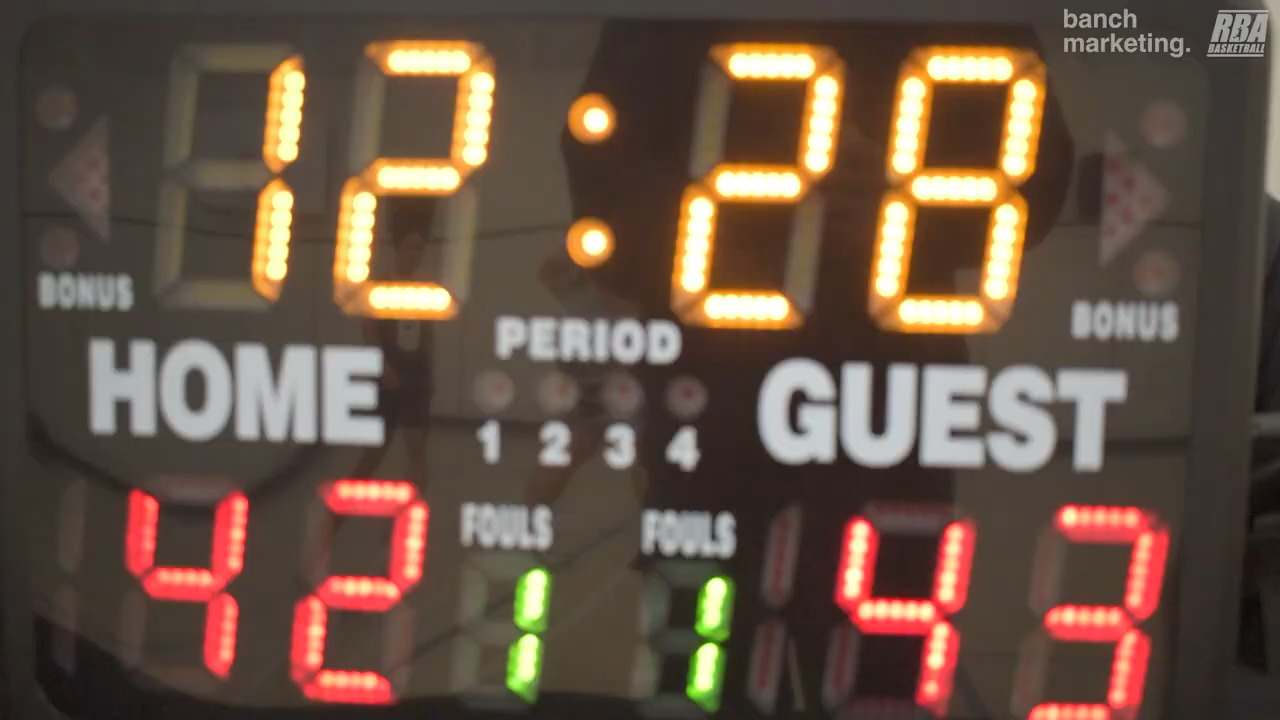 banch
marketing.
RBA
BASKETBALL
12:28
BONUS
BONUS
PERIOD
HOME
GUEST
1 2 3 4
FOULS
FOULS
42
1
1
43